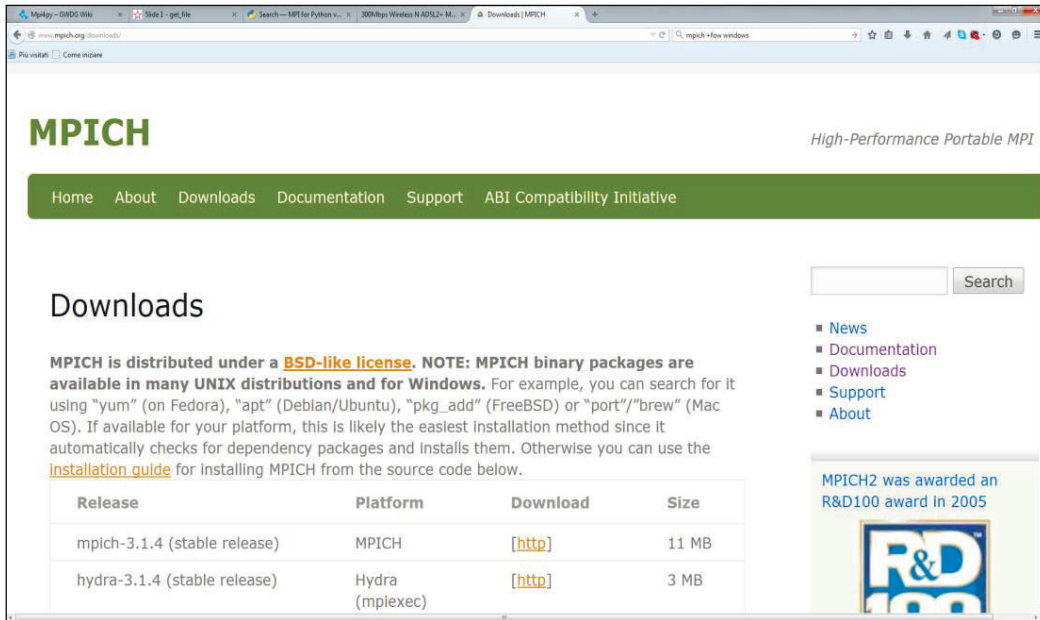 Mpi4py – GWDG Wiki
Slide 1 - get_file
Search — MPI for Python v...
300Mbps Wireless N ADSL2+ M...
Downloads | MPICH
www.mpich.org/downloads/
mpich +fow windows
Più visitati
Come iniziare
MPICH
High-Performance Portable MPI
Home About Downloads Documentation Support ABI Compatibility Initiative
Search
Downloads
News
Documentation
Downloads
Support
About
MPICH is distributed under a BSD-like license. NOTE: MPICH binary packages are
available in many UNIX distributions and for Windows. For example, you can search for it
using “yum” (on Fedora), “apt” (Debian/Ubuntu), “pkg_add” (FreeBSD) or “port”/“brew” (Mac
OS). If available for your platform, this is likely the easiest installation method since it
automatically checks for dependency packages and installs them. Otherwise you can use the
installation guide for installing MPICH from the source code below.
Release Platform Download Size
mpich-3.1.4 (stable release) MPICH [http] 11 MB
hydra-3.1.4 (stable release) Hydra [http] 3 MB
(mpiexec)
MPICH2 was awarded an
R&D100 award in 2005
R&D
100